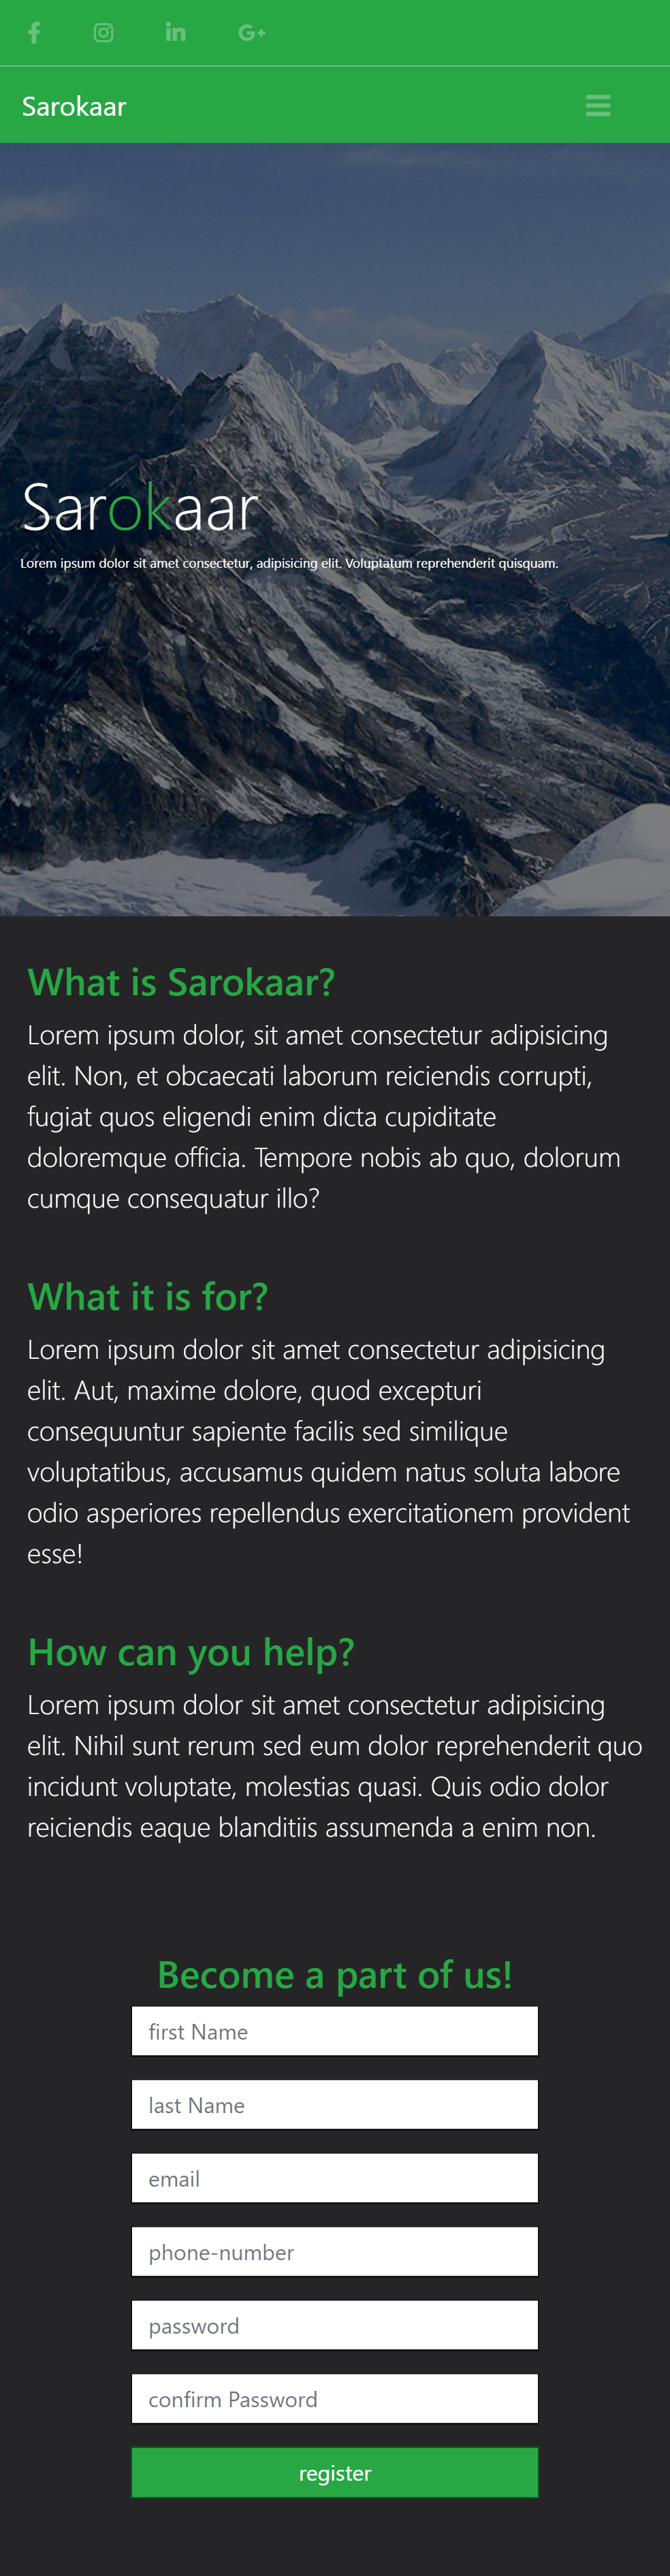 Sarokaar
Sarokaar
Lorem ipsum dolor sit amet consectetur, adipisicing elit. Voluptatum reprehenderit quisquam.
What is Sarokaar?
Lorem ipsum dolor, sit amet consectetur adipisicing
elit. Non, et obcaecati laborum reiciendis corrupti,
fugiat quos eligendi enim dicta cupiditate
doloremque officia. Tempore nobis ab quo, dolorum
cumque consequatur illo?
What it is for?
Lorem ipsum dolor sit amet consectetur adipisicing
elit. Aut, maxime dolore, quod excepturi
consequuntur sapiente facilis sed similique
voluptatibus, accusamus quidem natus soluta labore
odio asperiores repellendus exercitationem provident
esse!
How can you help?
Lorem ipsum dolor sit amet consectetur adipisicing
elit. Nihil sunt rerum sed eum dolor reprehenderit quo
incidunt voluptate, molestias quasi. Quis odio dolor
reiciendis eaque blanditiis assumenda a enim non.
Become a part of us!
first Name
last Name
email
phone-number
password
confirm Password
register